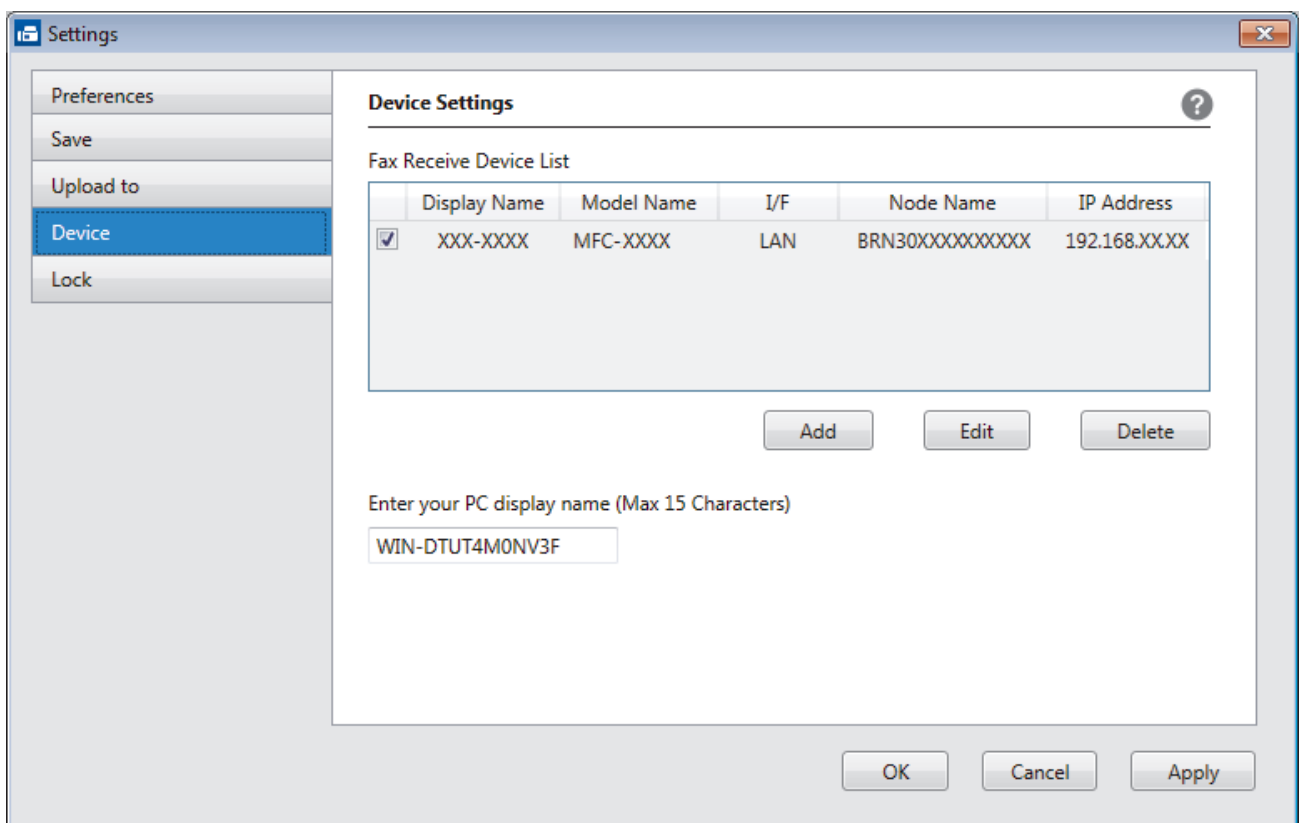 Settings
Preferences
Save
Upload to
Device
Lock
Device Settings
?
Fax Receive Device List
Display Name Model Name I/F Node Name IP Address
XXX-XXXX MFC-XXXX LAN BRN30XXXXXXXXXX 192.168.XX.XX
Add Edit Delete
Enter your PC display name (Max 15 Characters)
WIN-DTUT4M0NV3F
OK Cancel Apply